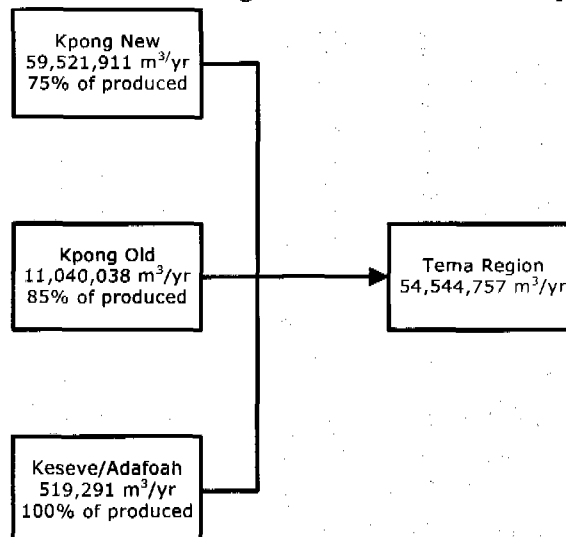 Kpong New
59,521,911 m³/yr
75% of produced
Kpong Old
11,040,038 m³/yr
85% of produced
Tema Region
54,544,757 m³/yr
Keseve/Adafoah
519,291 m³/yr
100% of produced